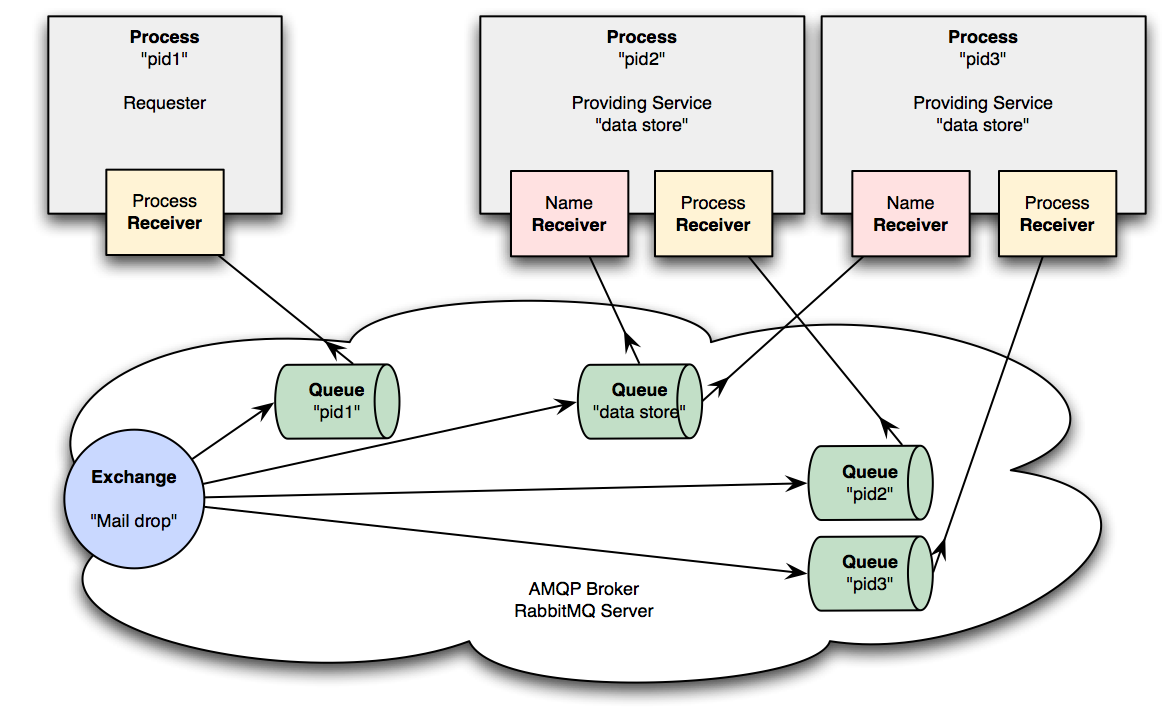 Process
"pid1"
Requester
Process
Receiver
Process
"pid2"
Providing Service
"data store"
Name
Receiver
Process
Receiver
Process
"pid3"
Providing Service
"data store"
Name
Receiver
Process
Receiver
Queue
"pid1"
Queue
"data store"
Exchange
"Mail drop"
Queue
"pid2"
Queue
"pid3"
AMQP Broker
RabbitMQ Server